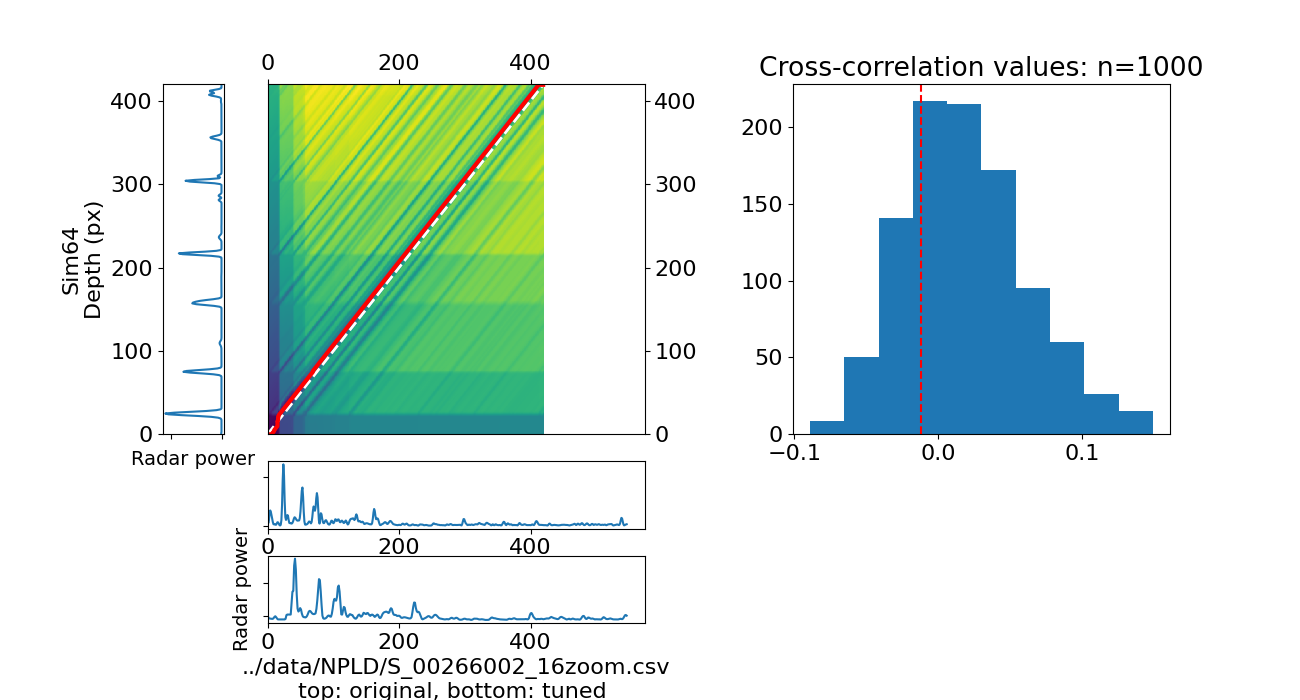 Cross-correlation values: n=1000
0 200 400
400
300
200
100
0
Sim64
Depth (px)
Radar power
400
300
200
100
0
200
150
100
50
0
−0.1 0.0 0.1
0 200 400
Radar power
0 200 400
../data/NPLD/S_00266002_16zoom.csv
top: original, bottom: tuned